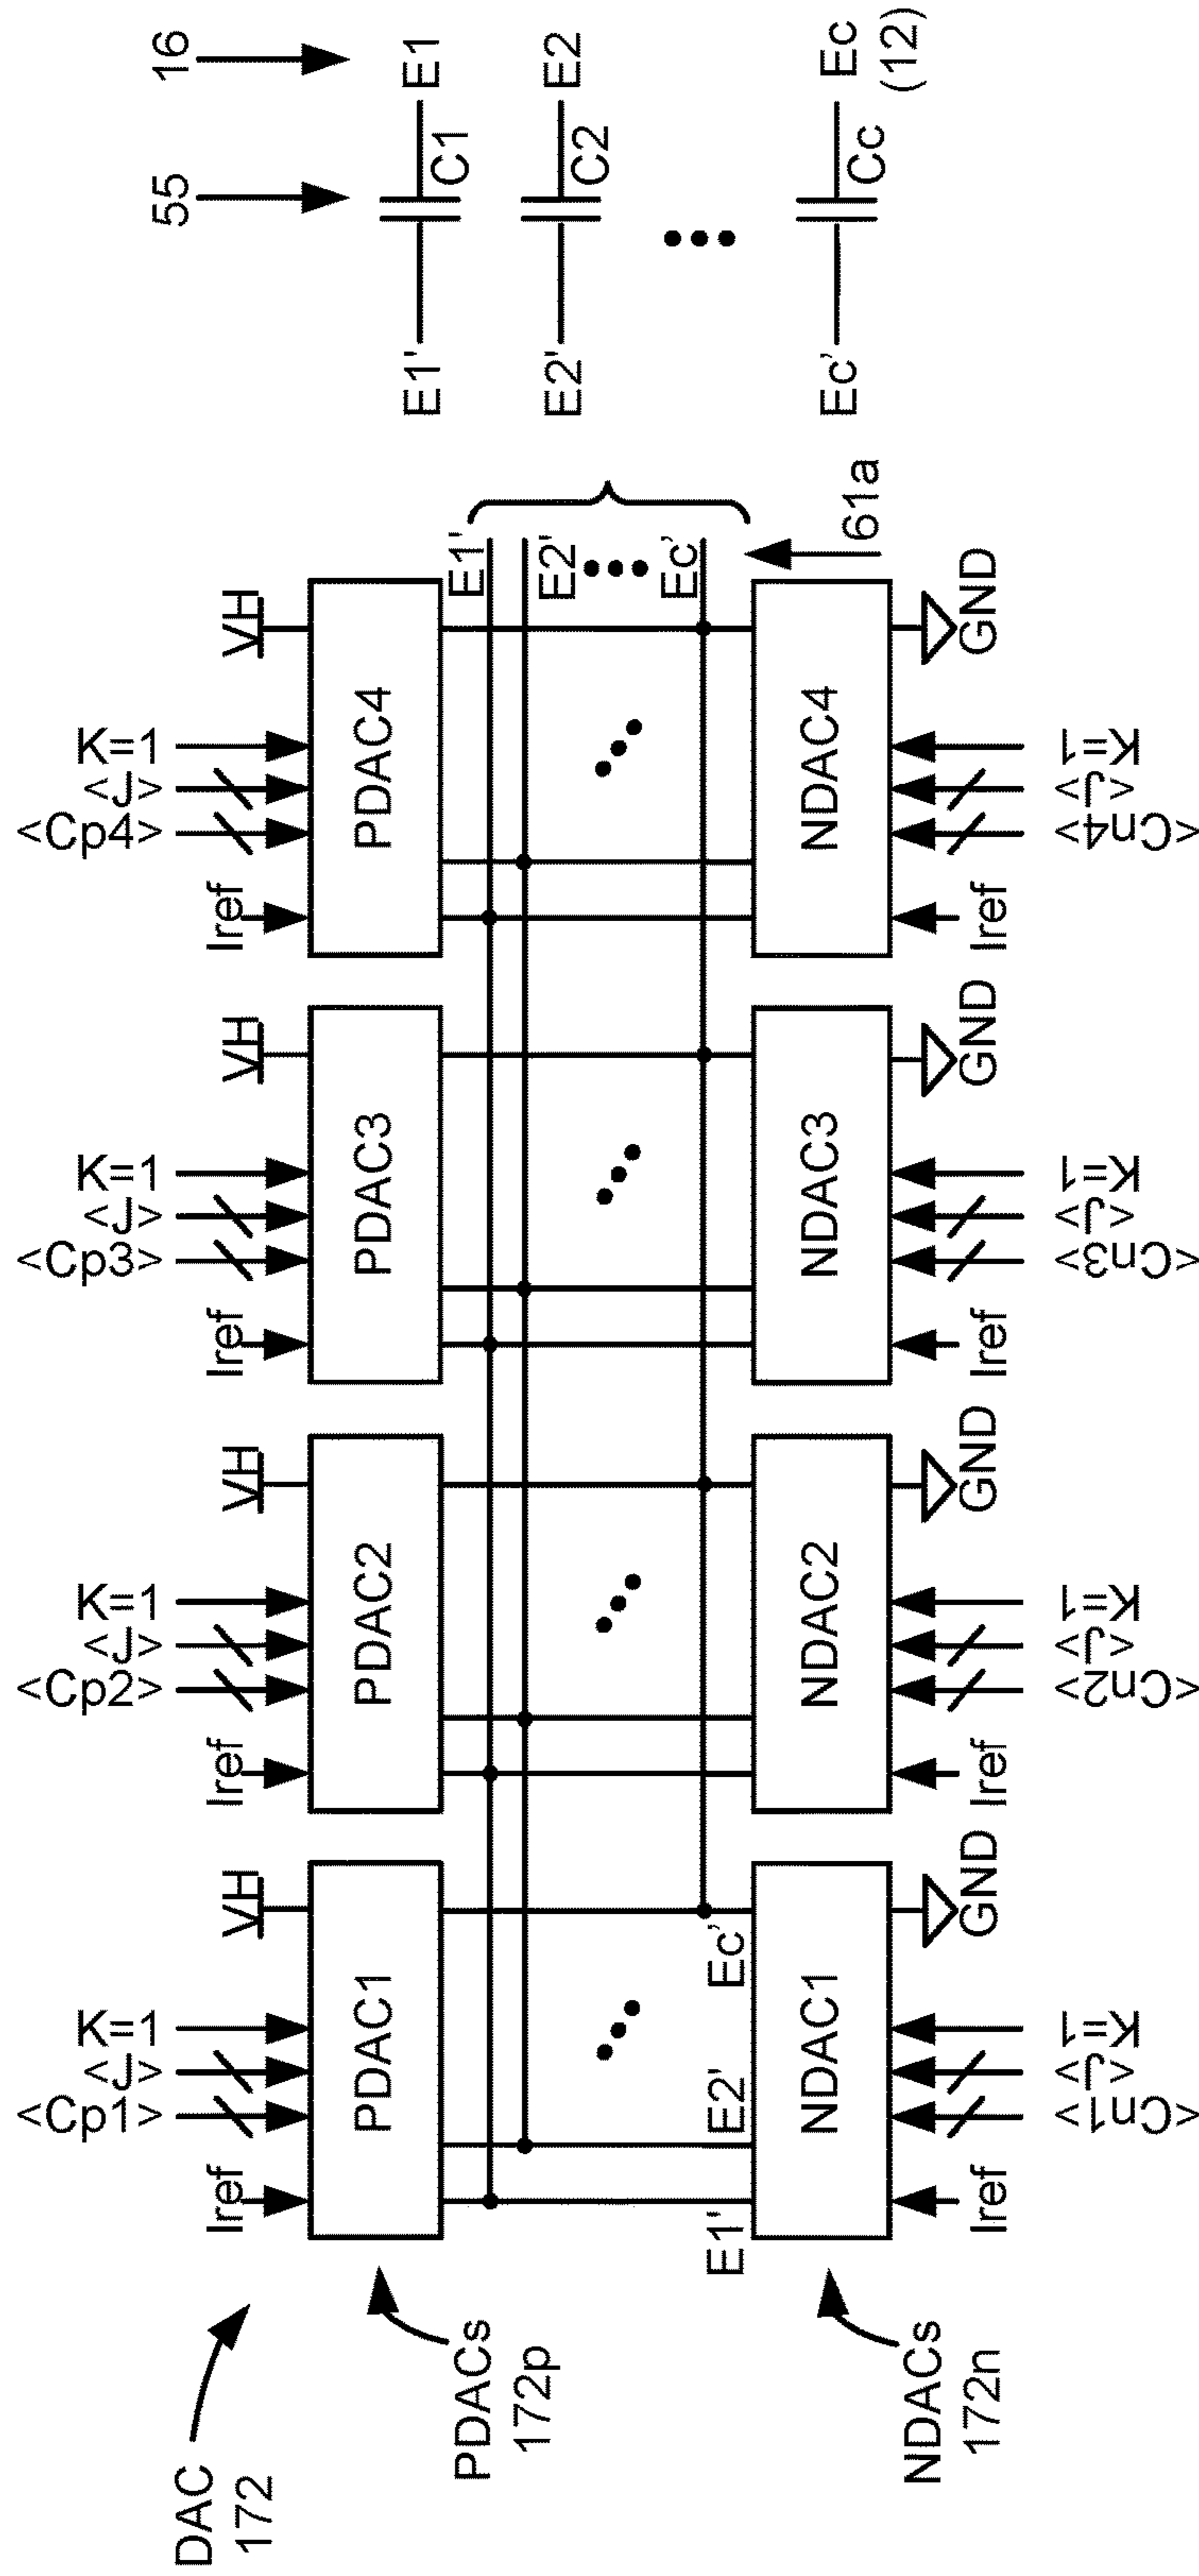 DAC
172
<Cp1>
<J>
K=1
<Cp2>
<J>
K=1
<Cp3>
<J>
K=1
<Cp4>
<J>
K=1
55
16
Iref
VH
Iref
VH
Iref
VH
Iref
VH
PDACs
172p
PDAC1
PDAC2
PDAC3
PDAC4
E1'
E2'
Ec'
E1'
C1
E1
E2'
C2
E2
Ec'
Cc
Ec
(12)
61a
E1'
E2'
Ec'
NDACs
172n
NDAC1
NDAC2
NDAC3
NDAC4
Iref
GND
Iref
GND
Iref
GND
Iref
GND
<Cn1>
<J>
K=1
<Cn2>
<J>
K=1
<Cn3>
<J>
K=1
<Cn4>
<J>
K=1